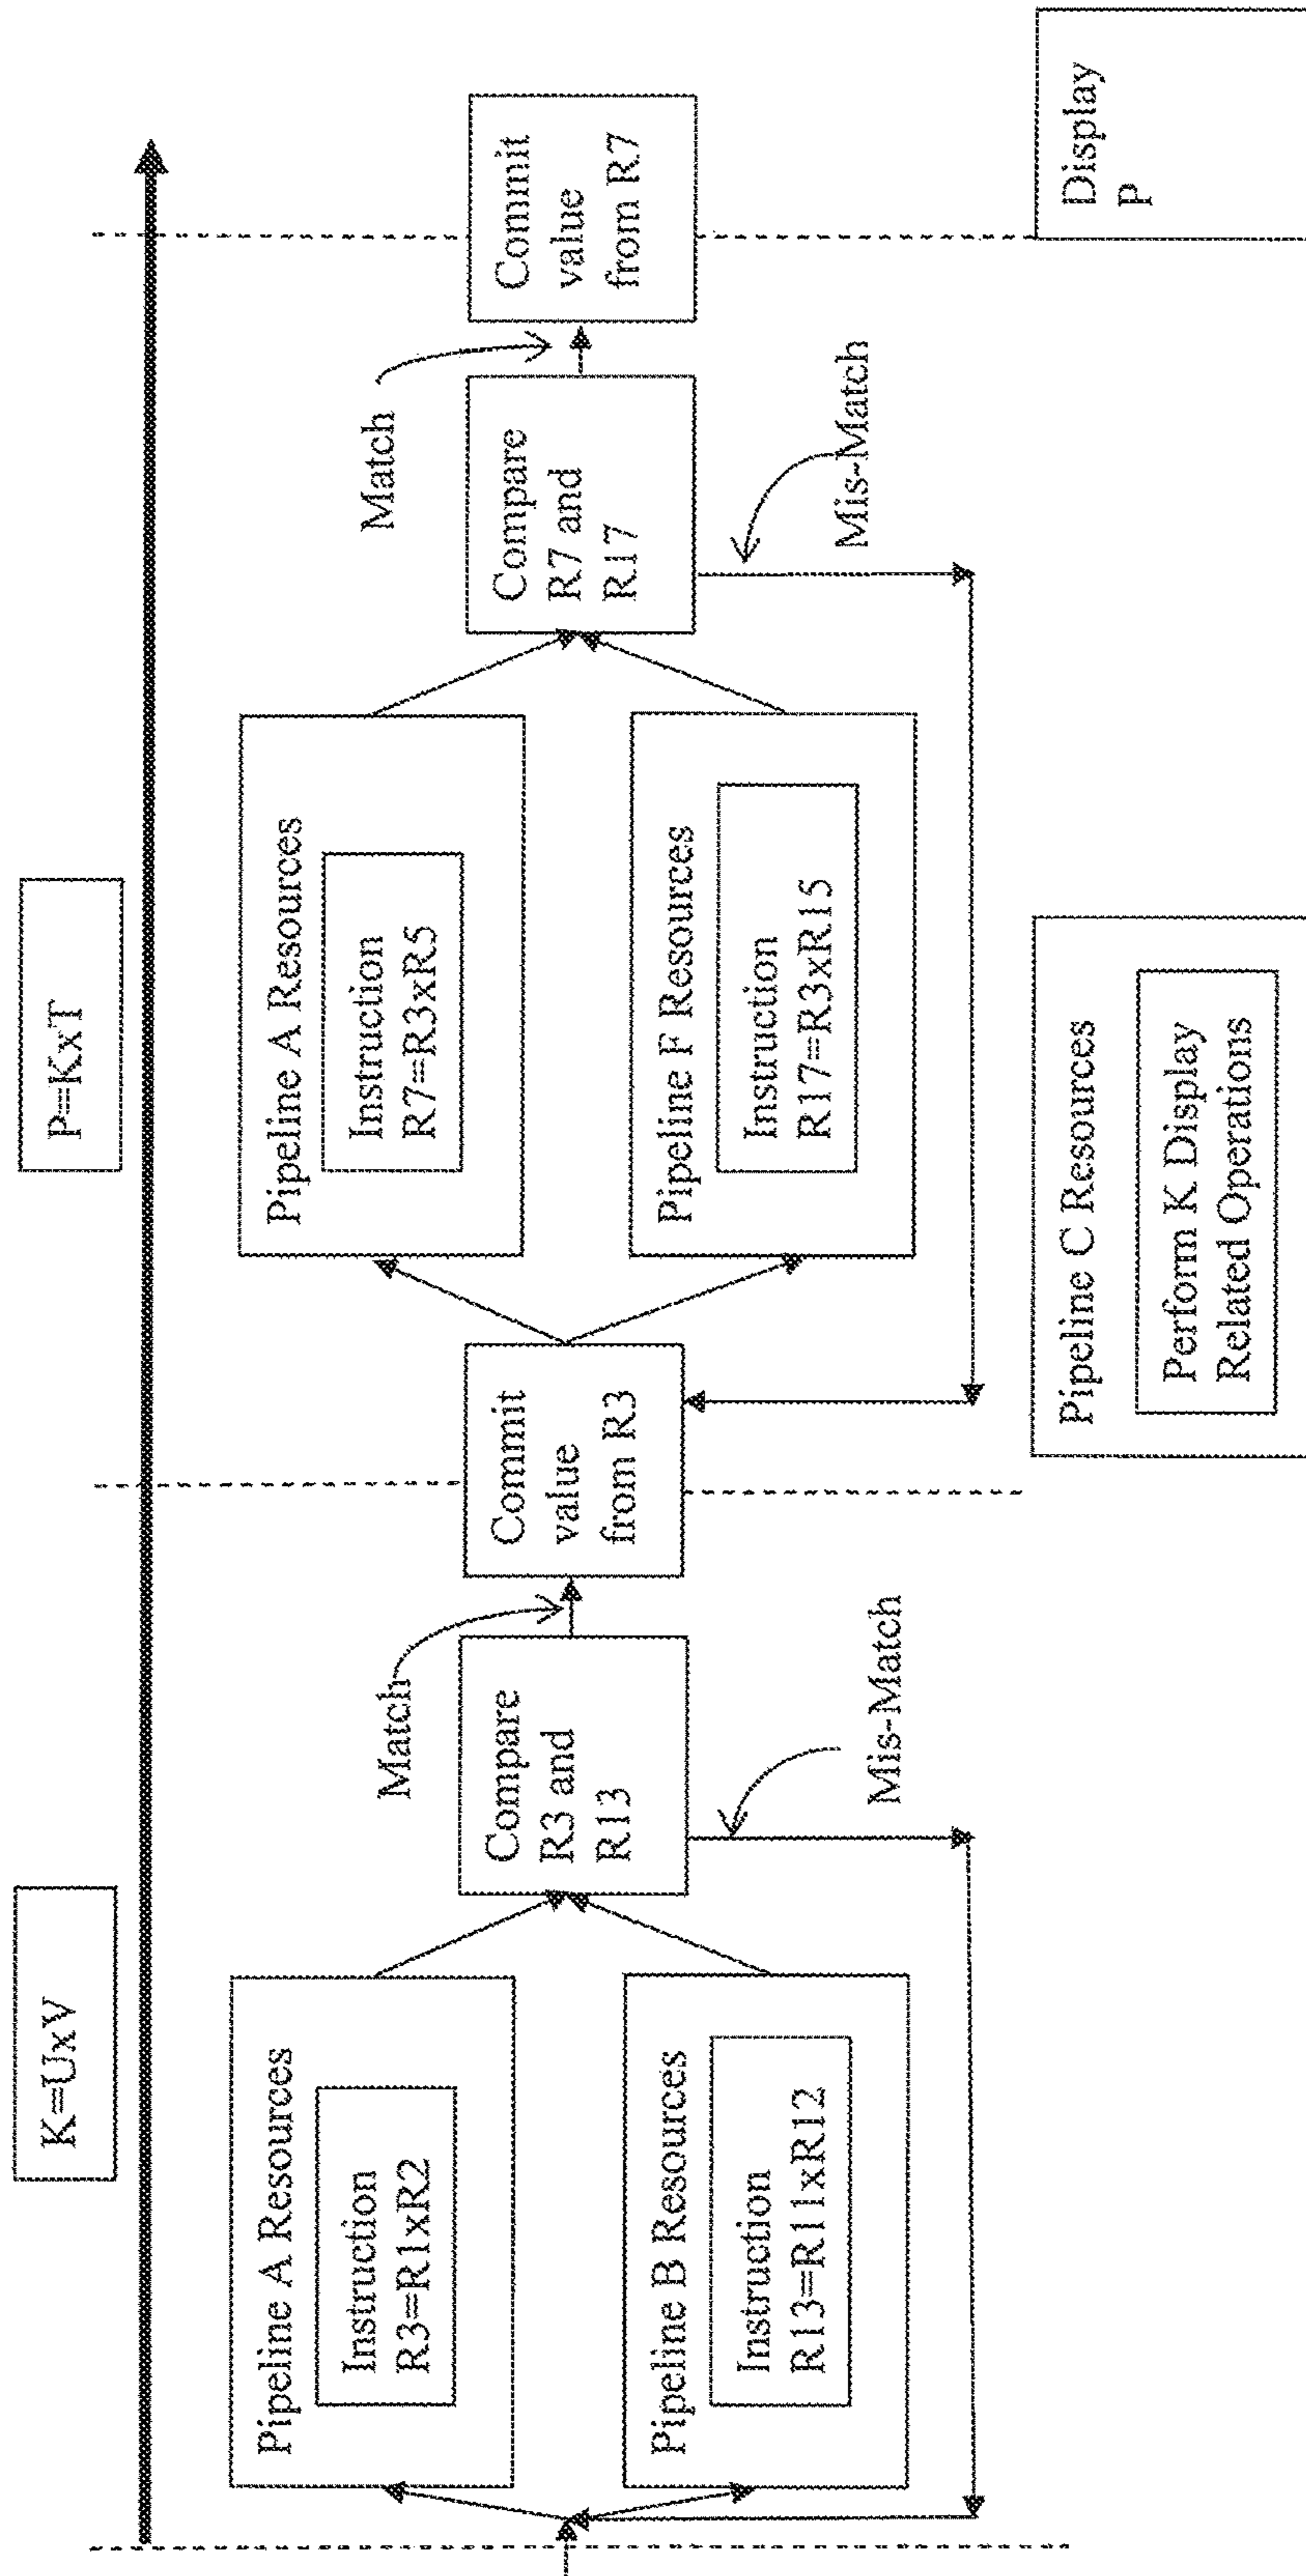 K=UxV
P=KxT
Pipeline A Resources
Instruction
R3=R1xR2
Pipeline B Resources
Instruction
R13=R11xR12
Match
Compare
R3 and
R13
Mis-Match
Commit
value
from R3
Pipeline A Resources
Instruction
R7=R3xR5
Pipeline F Resources
Instruction
R17=R3xR15
Match
Compare
R7 and
R17
Mis-Match
Commit
value
from R7
Pipeline C Resources
Perform K Display
Related Operations
Display
P